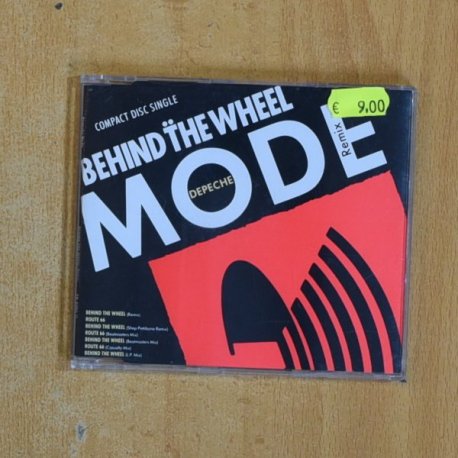 COMPACT DISC SINGLE
BEHIND THE WHEEL
Remix
MODE
DEPECHE
€ 9,00
BEHIND THE WHEEL (Remix)
ROUTE 66
BEHIND THE WHEEL (Shep Pettibone Remix)
ROUTE 66 (Beatmasters Mix)
BEHIND THE WHEEL (Beatmasters Mix)
ROUTE 66 (Casualty Mix)
BEHIND THE WHEEL (LP Mix)